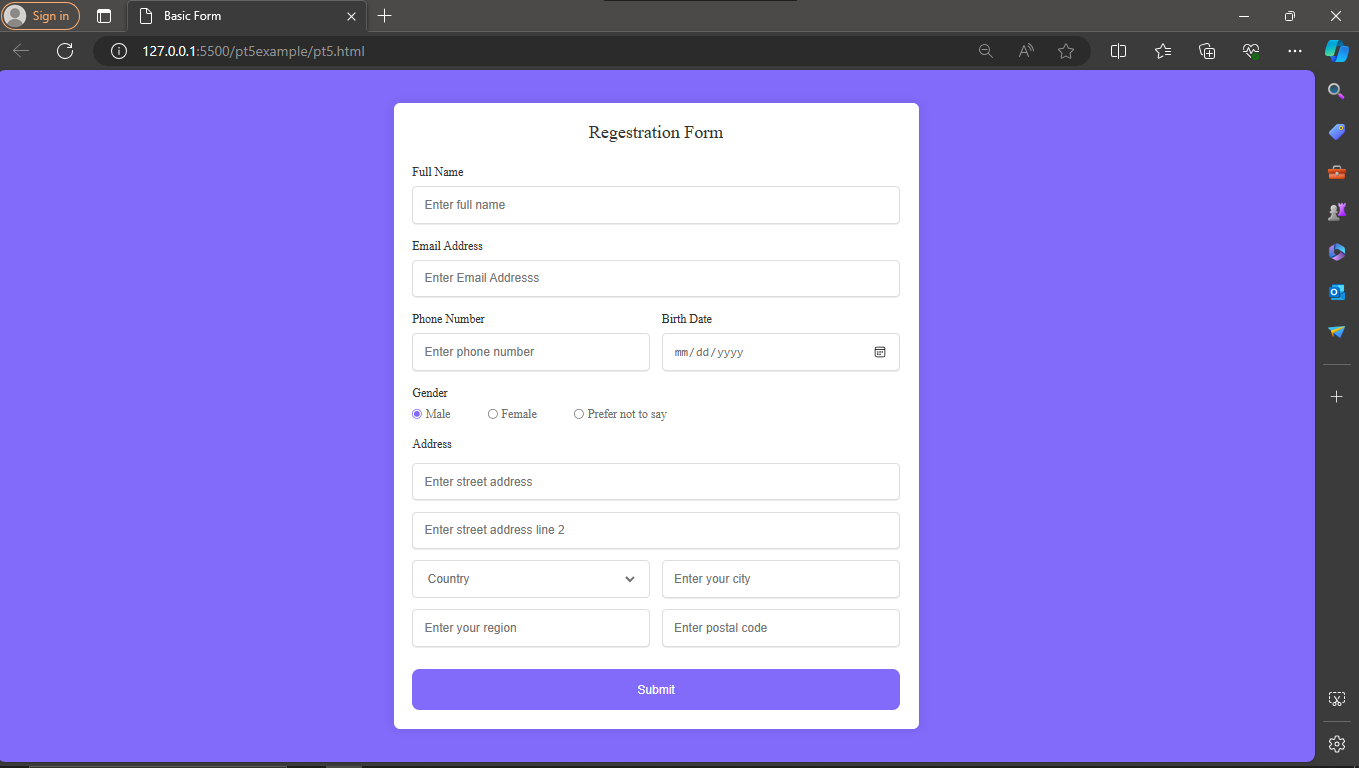 Sign in
Basic Form
127.0.0.1:5500/pt5example/pt5.html
Regestration Form
Full Name
Enter full name
Email Address
Enter Email Addresss
Phone Number Birth Date
Enter phone number mm/dd/yyyy
Gender
Male Female Prefer not to say
Address
Enter street address
Enter street address line 2
Country Enter your city
Enter your region Enter postal code
Submit